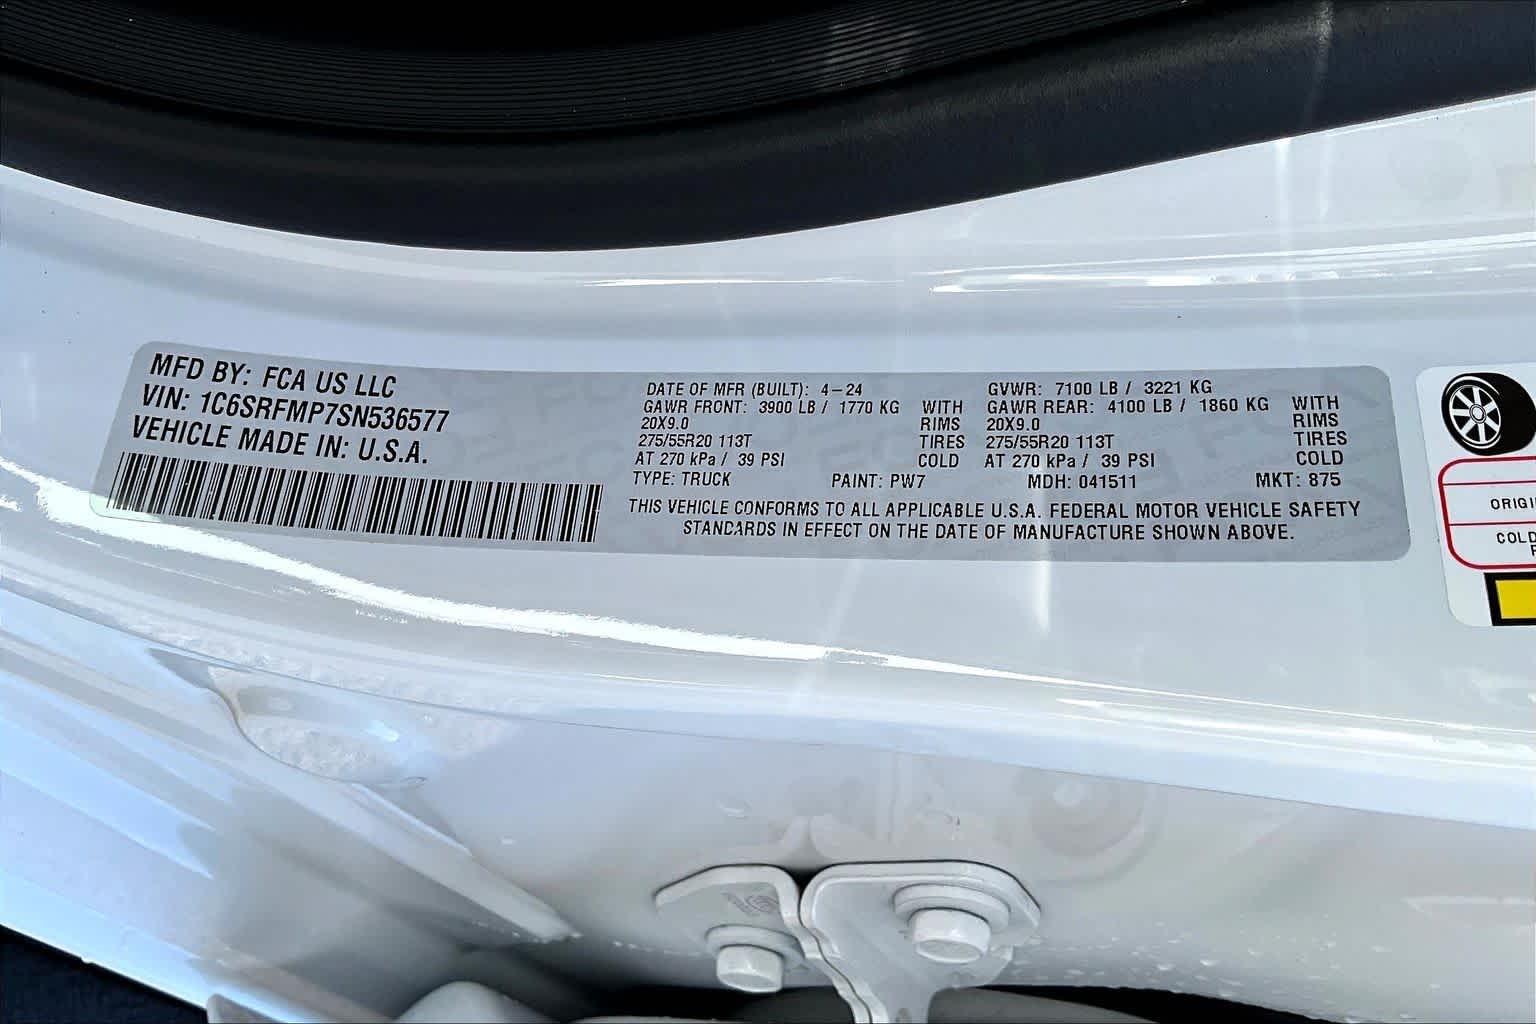 MFD BY: FCA US LLC
VIN: 1C6SRFMP7SN536577
VEHICLE MADE IN: U.S.A.
DATE OF MFR (BUILT): 4-24
GAWR FRONT: 3900 LB / 1770 KG WITH
20X9.0 RIMS
275/55R20 113T TIRES
AT 270 kPa / 39 PSI COLD
GVWR: 7100 LB / 3221 KG
GAWR REAR: 4100 LB / 1860 KG WITH
20X9.0 RIMS
275/55R20 113T TIRES
AT 270 kPa / 39 PSI COLD
TYPE: TRUCK PAINT: PW7 MDH: 041511 MKT: 875
THIS VEHICLE CONFORMS TO ALL APPLICABLE U.S.A. FEDERAL MOTOR VEHICLE SAFETY
STANDARDS IN EFFECT ON THE DATE OF MANUFACTURE SHOWN ABOVE.
ORIGI
COLD